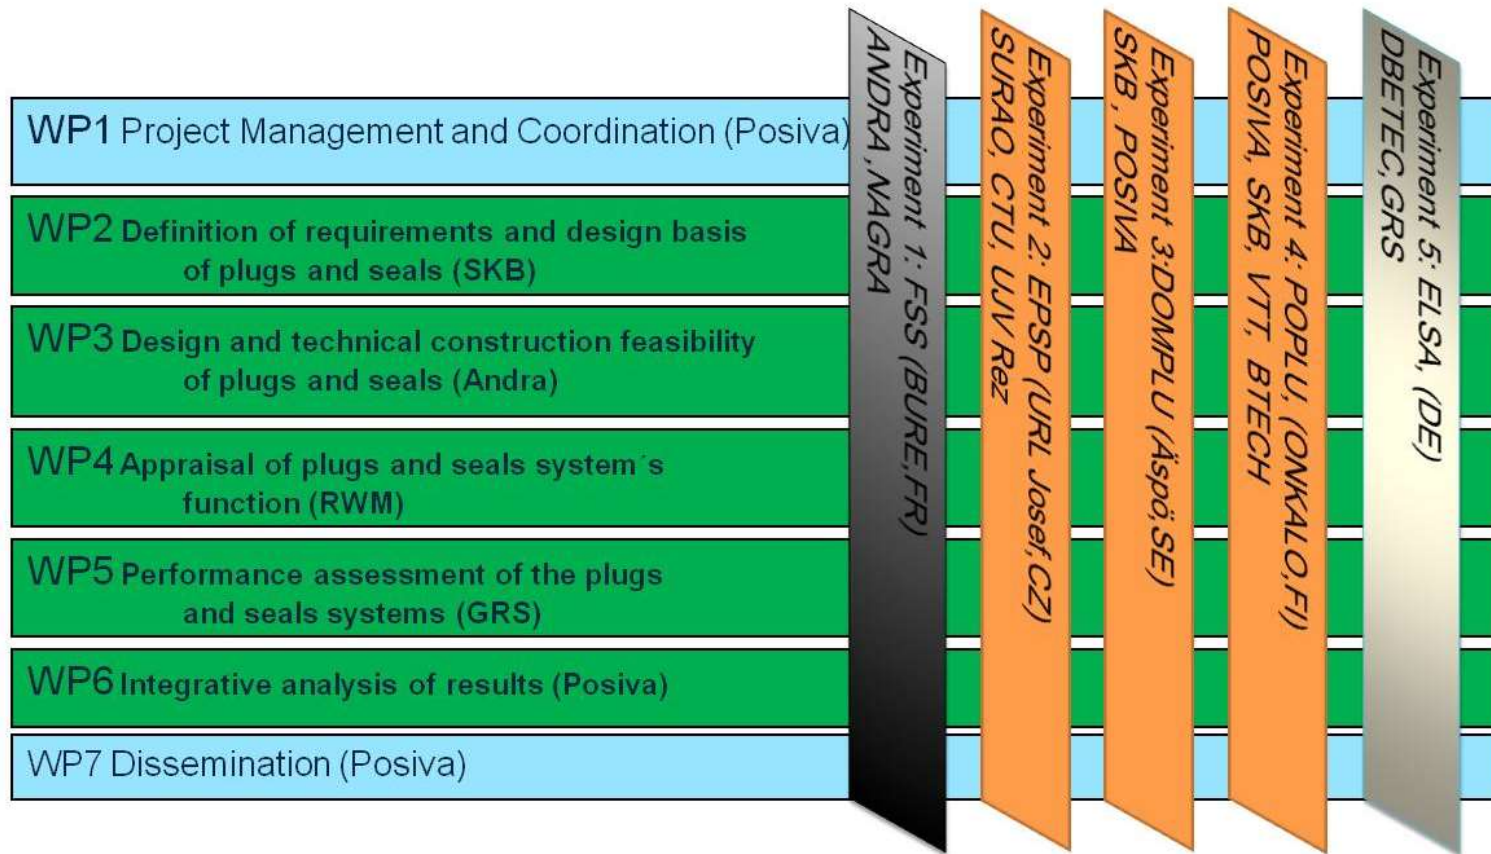 WP1 Project Management and Coordination (Posiva)
WP2 Definition of requirements and design basis
of plugs and seals (SKB)
WP3 Design and technical construction feasibility
of plugs and seals (Andra)
WP4 Appraisal of plugs and seals system´s
function (RWM)
WP5 Performance assessment of the plugs
and seals systems (GRS)
WP6 Integrative analysis of results (Posiva)
WP7 Dissemination (Posiva)
Experiment 1: FSS (BURE,FR)
ANDRA ,NAGRA
Experiment 2: EPSP (URL Josef,CZ)
SURAO, CTU, UJV Rez
Experiment 3:DOMPLU (Äspö,SE)
SKB , POSIVA
Experiment 4: POPLU, (ONKALO,FI)
POSIVA, SKB, VTT, BTECH
Experiment 5: ELSA, (DE)
DBETEC,GRS